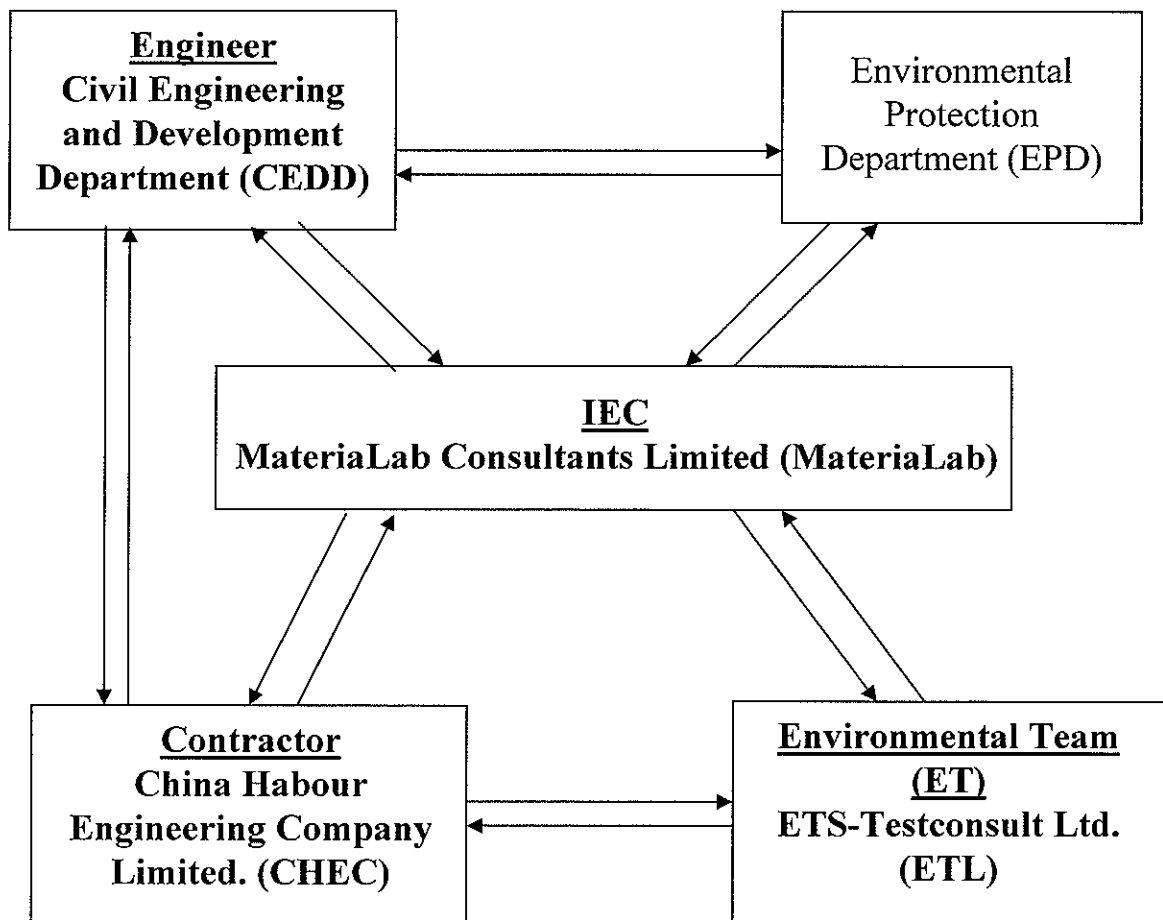 Engineer
Civil Engineering
and Development
Department (CEDD)
Environmental
Protection
Department (EPD)
IEC
MateriaLab Consultants Limited (MateriaLab)
Contractor
China Habour
Engineering Company
Limited. (CHEC)
Environmental Team
(ET)
ETS-Testconsult Ltd.
(ETL)